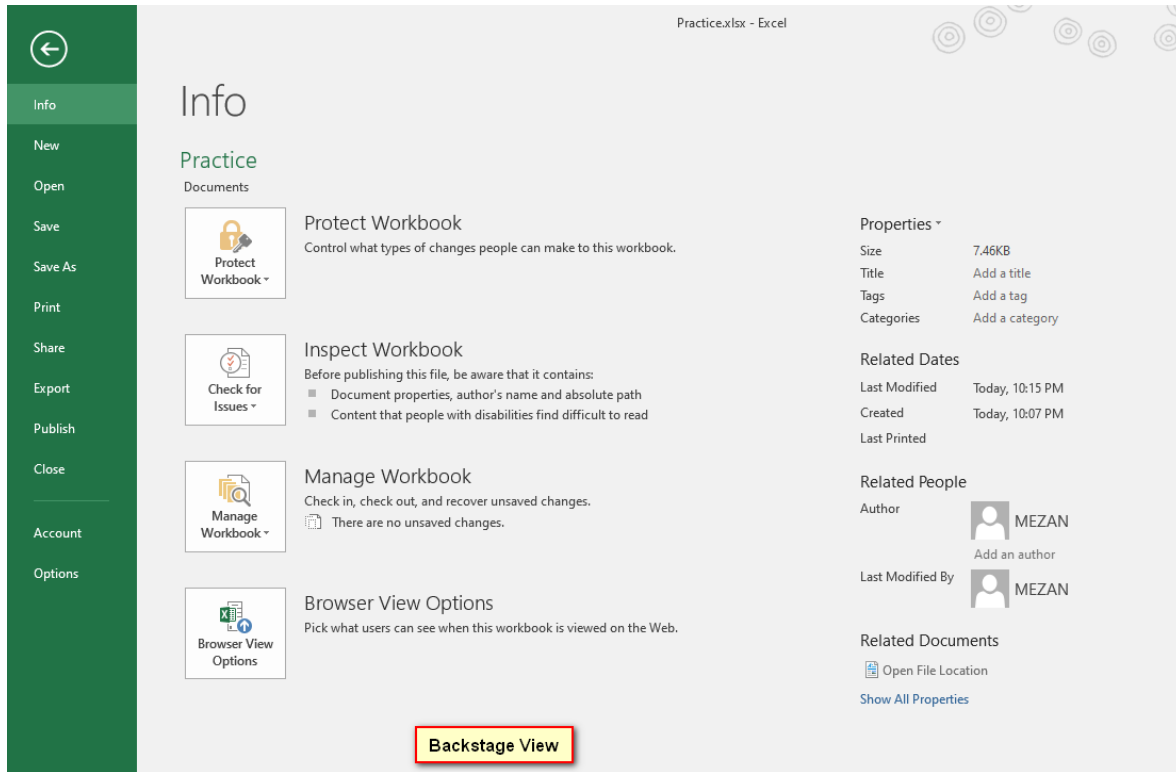 Practice.xlsx - Excel
Info
New
Open
Save
Save As
Print
Share
Export
Publish
Close
Account
Options
Info
Practice
Documents
Protect
Workbook
Protect Workbook
Control what types of changes people can make to this workbook.
Check for
Issues
Inspect Workbook
Before publishing this file, be aware that it contains:
Document properties, author's name and absolute path
Content that people with disabilities find difficult to read
Manage
Workbook
Manage Workbook
Check in, check out, and recover unsaved changes.
There are no unsaved changes.
Browser View
Options
Browser View Options
Pick what users can see when this workbook is viewed on the Web.
Properties
Size 7.46KB
Title Add a title
Tags Add a tag
Categories Add a category
Related Dates
Last Modified Today, 10:15 PM
Created Today, 10:07 PM
Last Printed
Related People
Author MEZAN
Add an author
Last Modified By MEZAN
Related Documents
Open File Location
Show All Properties
Backstage View